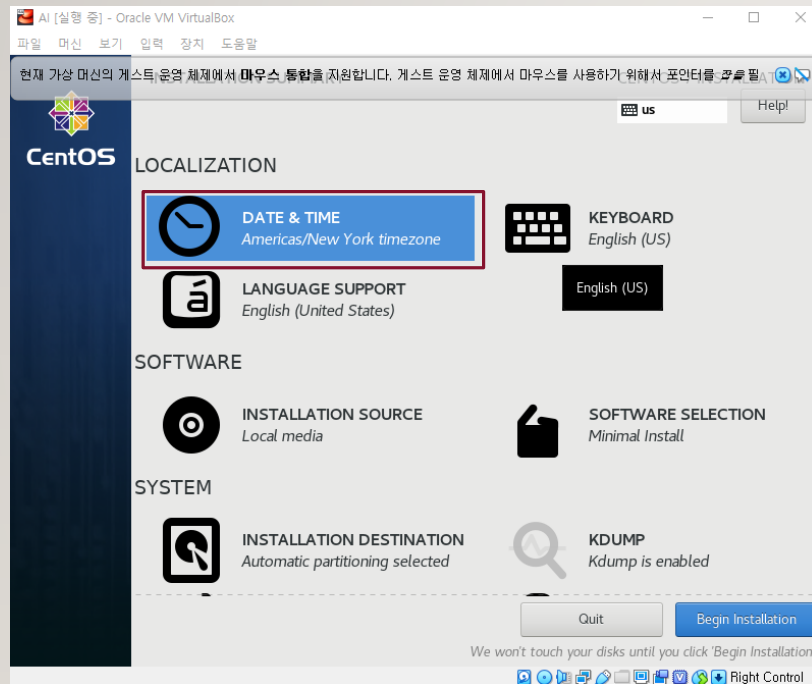 AI [실행 중] - Oracle VM VirtualBox
파일 머신 보기 입력 장치 도움말
현재 가상 머신의 게스트 운영 체제에서 마우스 통합을 지원합니다. 게스트 운영 체제에서 마우스를 사용하기 위해서 포인터를
us
Help!
CentOS
LOCALIZATION
DATE & TIME
Americas/New York timezone
KEYBOARD
English (US)
LANGUAGE SUPPORT
English (United States)
English (US)
SOFTWARE
INSTALLATION SOURCE
Local media
SOFTWARE SELECTION
Minimal Install
SYSTEM
INSTALLATION DESTINATION
Automatic partitioning selected
KDUMP
Kdump is enabled
Quit
Begin Installation
We won't touch your disks until you click 'Begin Installation
Right Control